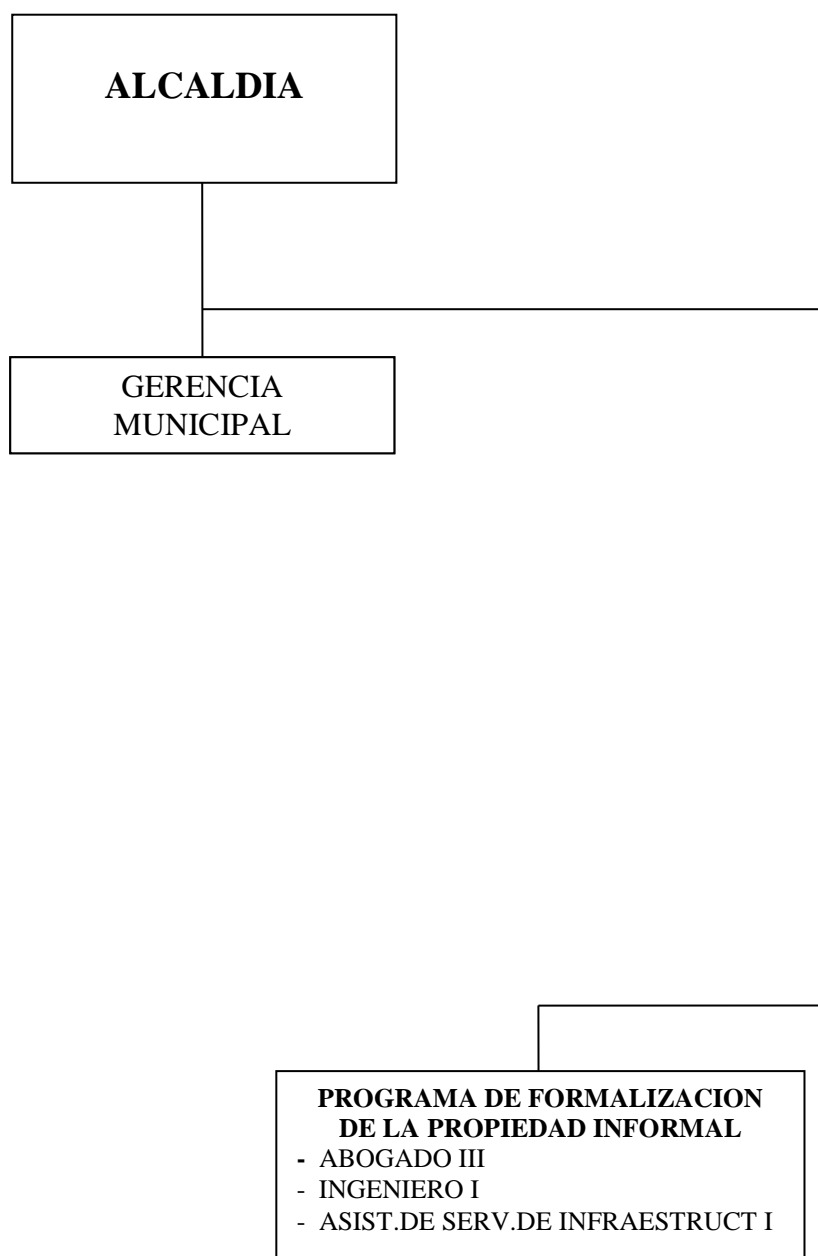 ALCALDIA
GERENCIA
MUNICIPAL
PROGRAMA DE FORMALIZACION
DE LA PROPIEDAD INFORMAL
- ABOGADO III
- INGENIERO I
- ASIST.DE SERV.DE INFRAESTRUCT I